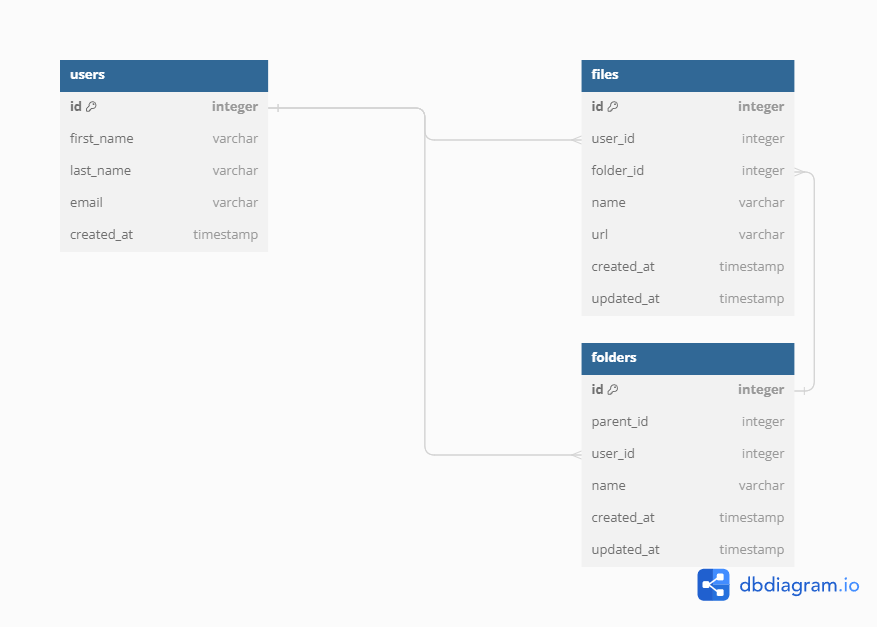 users
id integer
first_name varchar
last_name varchar
email varchar
created_at timestamp
files
id integer
user_id integer
folder_id integer
name varchar
url varchar
created_at timestamp
updated_at timestamp
folders
id integer
parent_id integer
user_id integer
name varchar
created_at timestamp
updated_at timestamp
dbdiagram.io